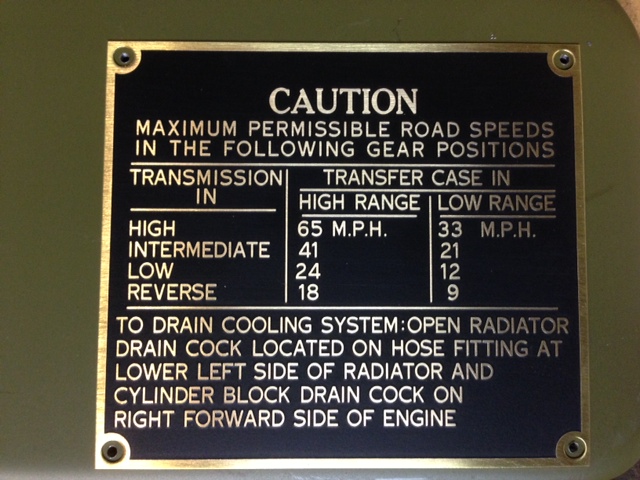 CAUTION
MAXIMUM PERMISSIBLE ROAD SPEEDS
IN THE FOLLOWING GEAR POSITIONS
TRANSMISSION IN TRANSFER CASE IN
HIGH RANGE LOW RANGE
HIGH 65 M.P.H. 33 M.P.H.
INTERMEDIATE 41 21
LOW 24 12
REVERSE 18 9
TO DRAIN COOLING SYSTEM:OPEN RADIATOR
DRAIN COCK LOCATED ON HOSE FITTING AT
LOWER LEFT SIDE OF RADIATOR AND
CYLINDER BLOCK DRAIN COCK ON
RIGHT FORWARD SIDE OF ENGINE